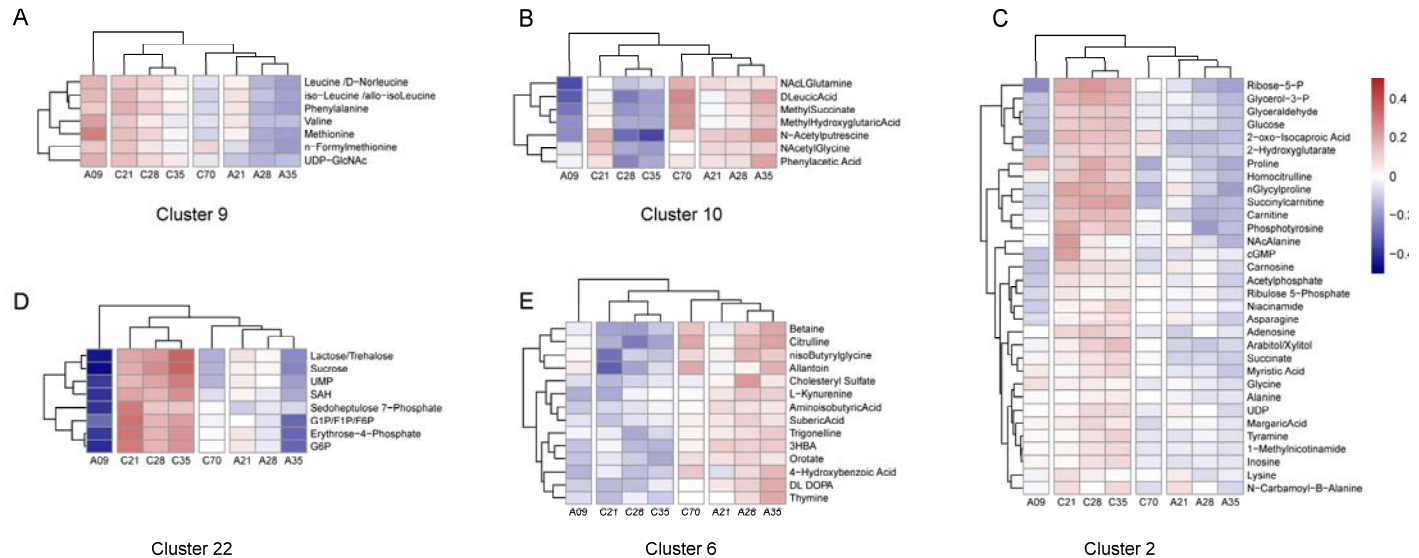 A
Leucine /D-Norleucine
iso-Leucine /allo-isoLeucine
Phenylalanine
Valine
Methionine
n-Formylmethionine
UDP-GlcNAc
A09 C21 C28 C35 C70 A21 A28 A35
Cluster 9
B
NAcLGlutamine
DLeucicAcid
MethylSuccinate
MethylHydroxyglutaricAcid
N-Acetylputrescine
NAcetylGlycine
Phenylacetic Acid
A09 C21 C28 C35 C70 A21 A28 A35
Cluster 10
C
Ribose-5-P
Glycerol-3-P
Glyceraldehyde
Glucose
2-oxo-Isocaproic Acid
2-Hydroxyglutarate
Proline
Homocitrulline
nGlycylproline
Succinylcarnitine
Carnitine
Phosphotyrosine
NAcAlanine
cGMP
Carnosine
Acetylphosphate
Ribulose 5-Phosphate
Niacinamide
Asparagine
Adenosine
Arabitol/Xylitol
Succinate
Myristic Acid
Glycine
Alanine
UDP
MargaricAcid
Tyramine
1-Methylnicotinamide
Inosine
Lysine
N-Carbamoyl-B-Alanine
A09 C21 C28 C35 C70 A21 A28 A35
Cluster 2
0.4
0.2
0
-0.2
-0.4
D
Lactose/Trehalose
Sucrose
UMP
SAH
Sedoheptulose 7-Phosphate
G1P/F1P/F6P
Erythrose-4-Phosphate
G6P
A09 C21 C28 C35 C70 A21 A28 A35
Cluster 22
E
Betaine
Citrulline
nisoButyrylglycine
Allantoin
Cholesteryl Sulfate
L-Kynurenine
AminoisobutyricAcid
SubericAcid
Trigonelline
3HBA
Orotate
4-Hydroxybenzoic Acid
DL DOPA
Thymine
A09 C21 C28 C35 C70 A21 A28 A35
Cluster 6